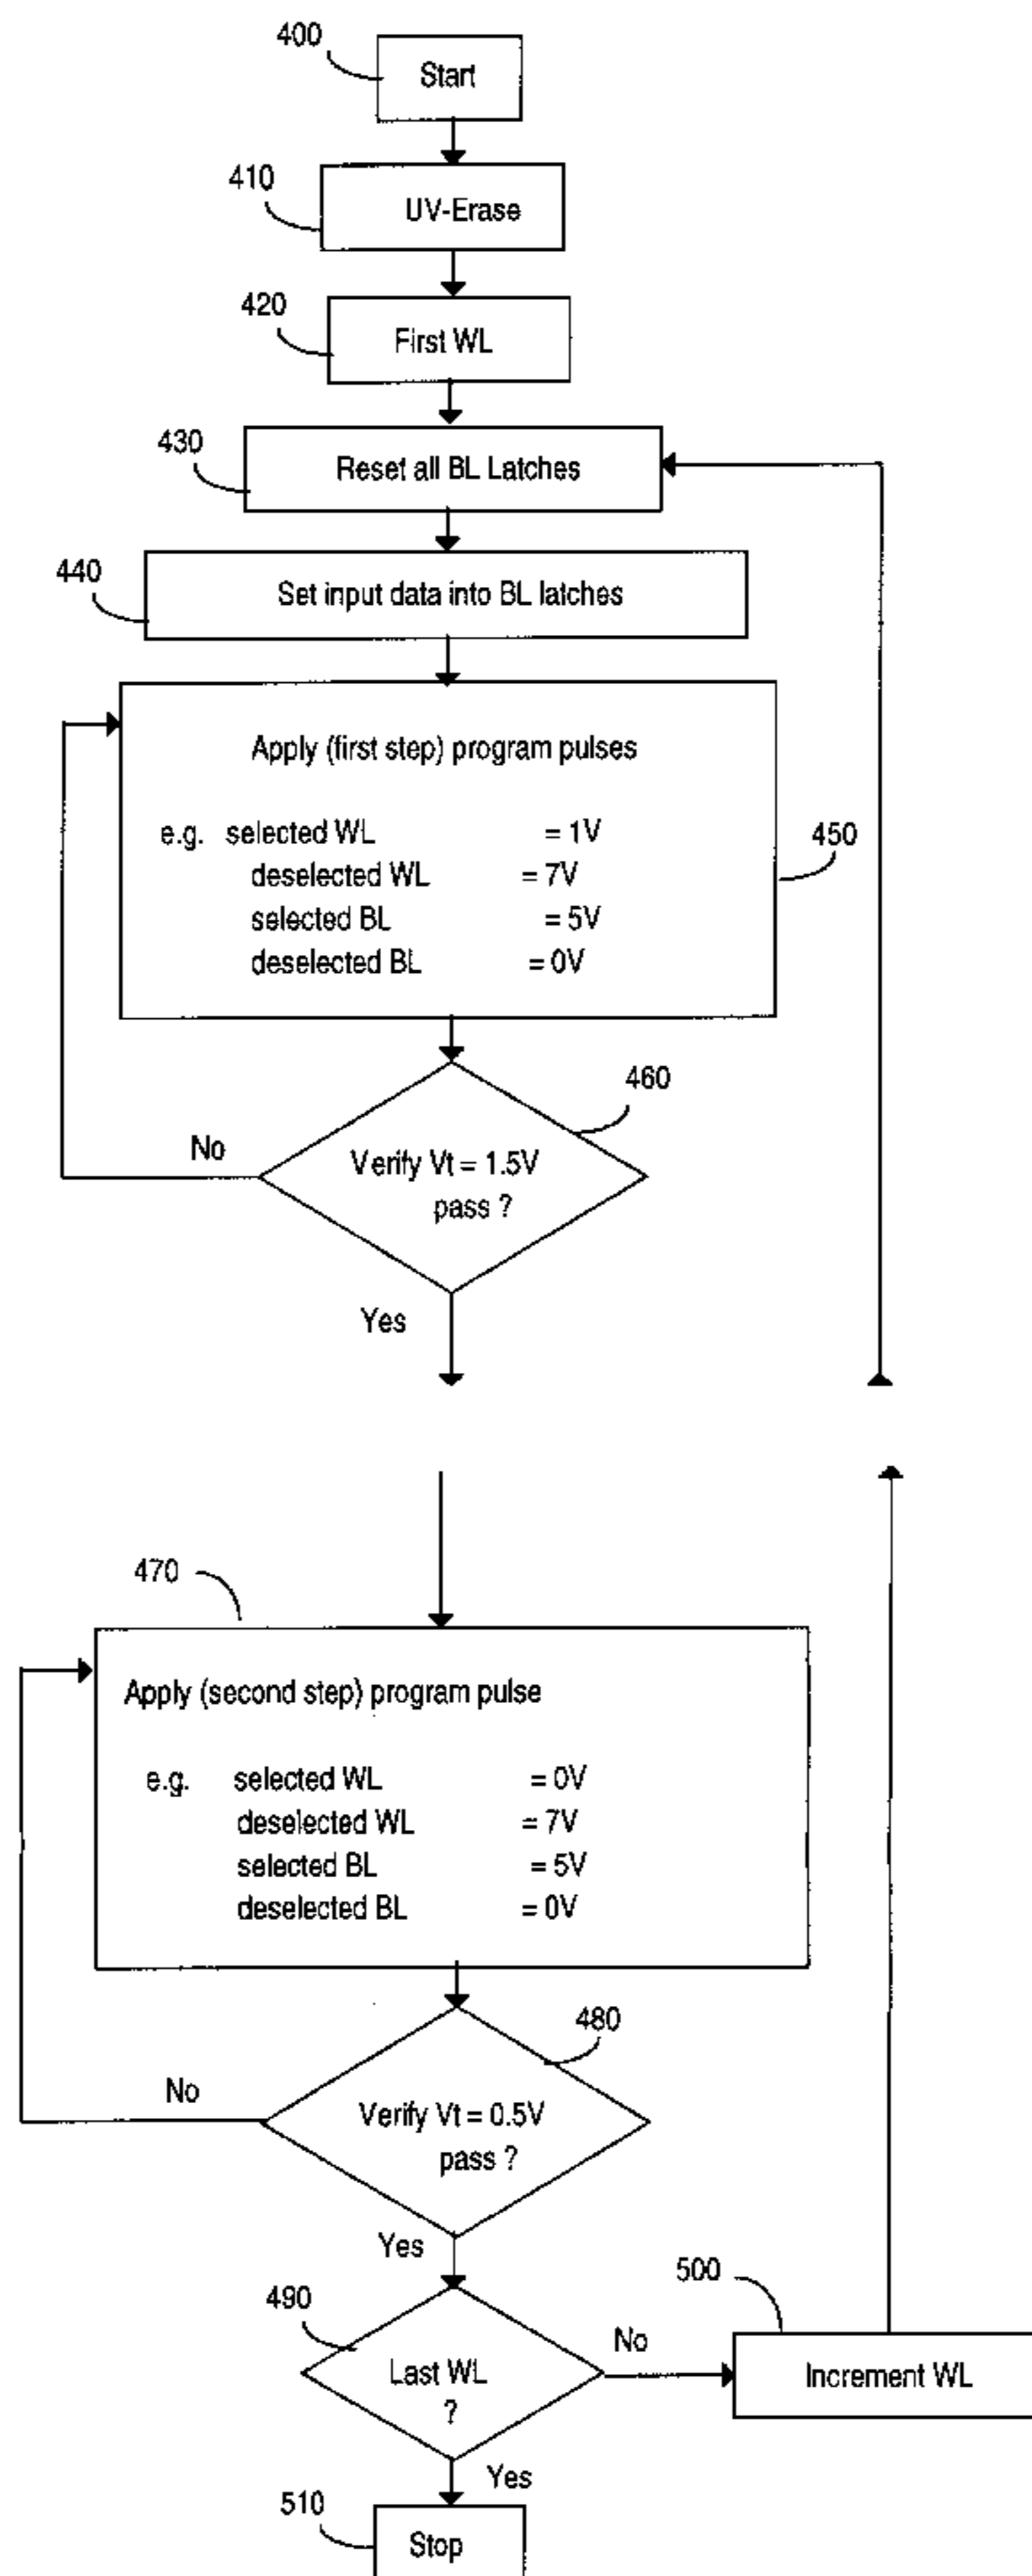 400
Start
410
UV-Erase
420
First WL
430
Reset all BL Latches
440
Set input data into BL latches
Apply (first step) program pulses
e.g. selected WL = 1V
deselected WL = 7V
selected BL = 5V
deselected BL = 0V
450
460
Verify Vt = 1.5V
pass ?
No
Yes
470
Apply (second step) program pulse
e.g. selected WL = 0V
deselected WL = 7V
selected BL = 5V
deselected BL = 0V
480
Verify Vt = 0.5V
pass ?
No
Yes
490
Last WL
?
No
500
Increment WL
Yes
510
Stop